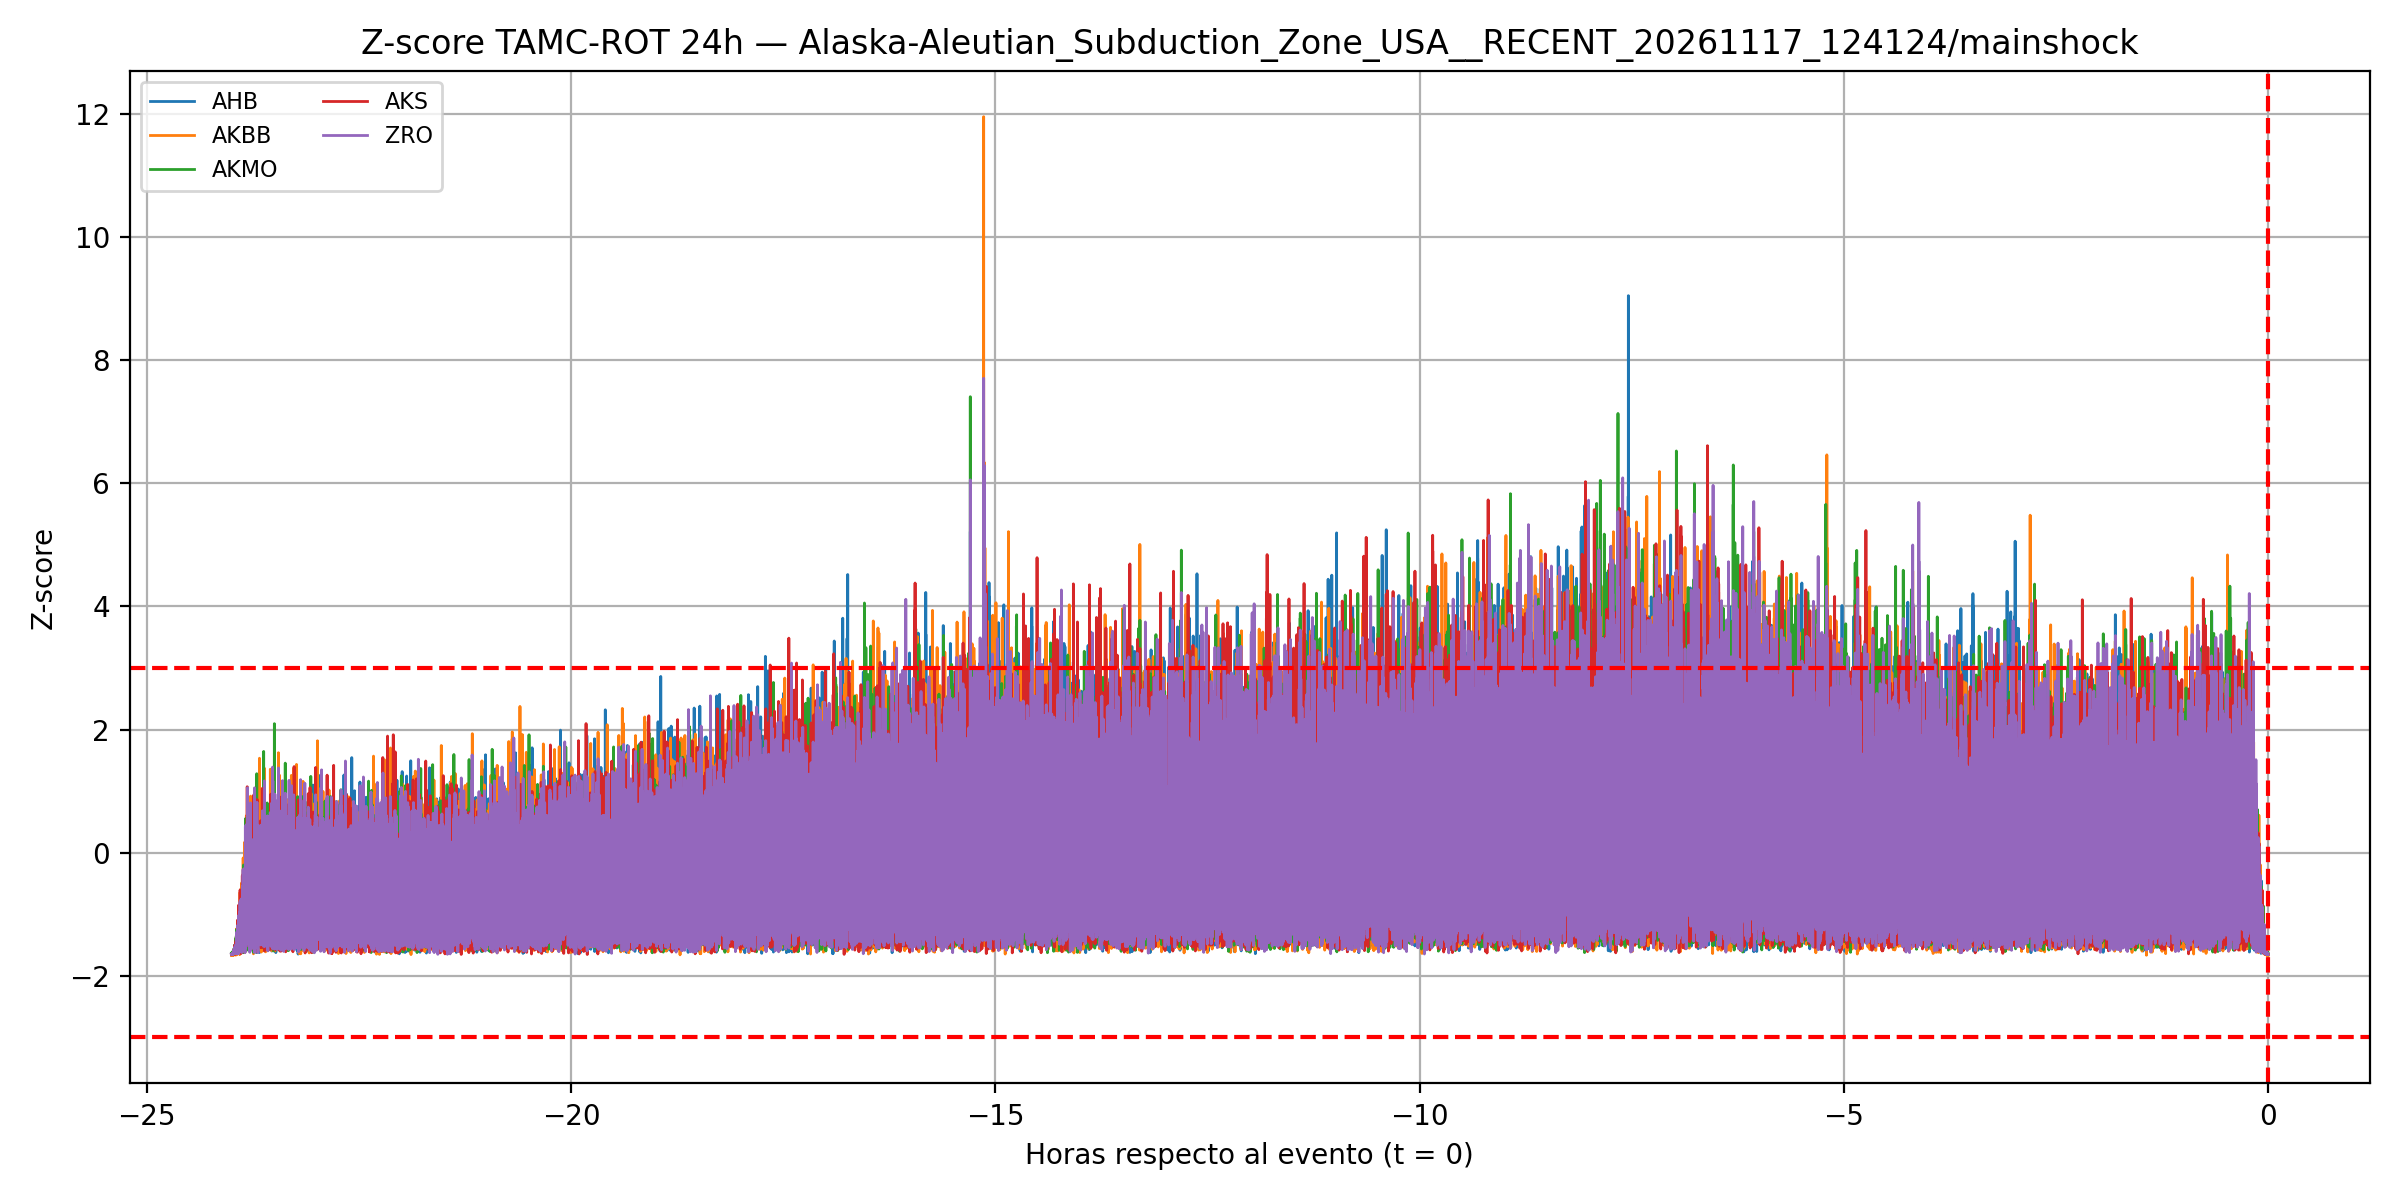 Z-score TAMC-ROT 24h — Alaska-Aleutian_Subduction_Zone_USA__RECENT_20261117_124124/mainshock
AHB
AKBB
AKMO
AKS
ZRO
12
10
8
6
4
2
0
−2
Z-score
−25
−20
−15
−10
−5
0
Horas respecto al evento (t = 0)